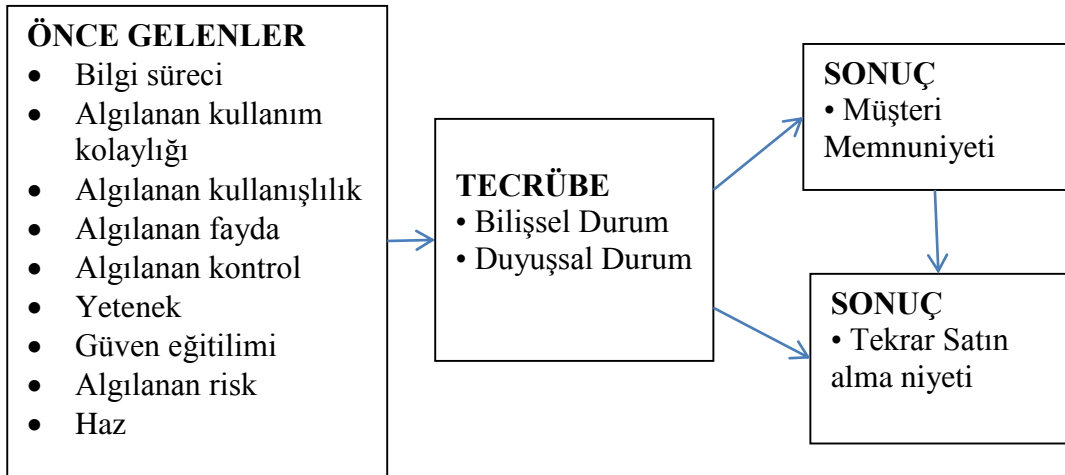 ÖNCE GELENLER
• Bilgi süreci
• Algılanan kullanım
kolaylığı
• Algılanan kullanışlılık
• Algılanan fayda
• Algılanan kontrol
• Yetenek
• Güven eğitilimi
• Algılanan risk
• Haz
TECRÜBE
• Bilişsel Durum
• Duyuşsal Durum
SONUÇ
• Müşteri
Memnuniyeti
SONUÇ
• Tekrar Satın
alma niyeti